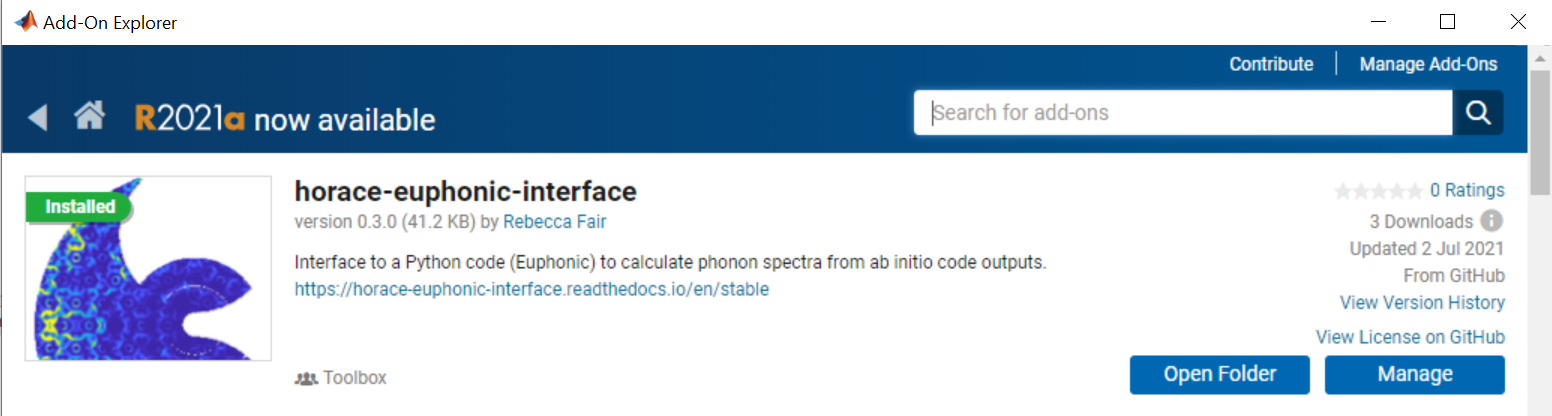 Add-On Explorer
Contribute Manage Add-Ons
R2021a now available
Search for add-ons
Installed
horace-euphonic-interface
version 0.3.0 (41.2 KB) by Rebecca Fair
Interface to a Python code (Euphonic) to calculate phonon spectra from ab initio code outputs.
https://horace-euphonic-interface.readthedocs.io/en/stable
Toolbox
0 Ratings
3 Downloads
Updated 2 Jul 2021
From GitHub
View Version History
View License on GitHub
Open Folder Manage